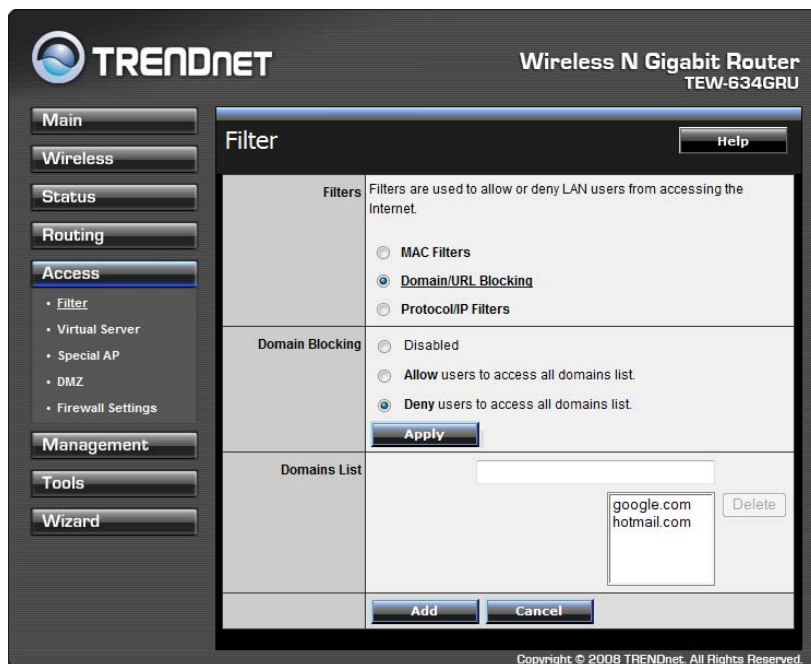 TRENDNET
Wireless N Gigabit Router
TEW-634GRU
Main
Wireless
Status
Routing
Access
• Filter
• Virtual Server
• Special AP
• DMZ
• Firewall Settings
Management
Tools
Wizard
Filter
Help
Filters
Filters are used to allow or deny LAN users from accessing the
Internet.
MAC Filters
Domain/URL Blocking
Protocol/IP Filters
Domain Blocking
Disabled
Allow users to access all domains list.
Deny users to access all domains list.
Apply
Domains List
google.com
hotmail.com
Delete
Add
Cancel
Copyright © 2008 TRENDnet. All Rights Reserved.